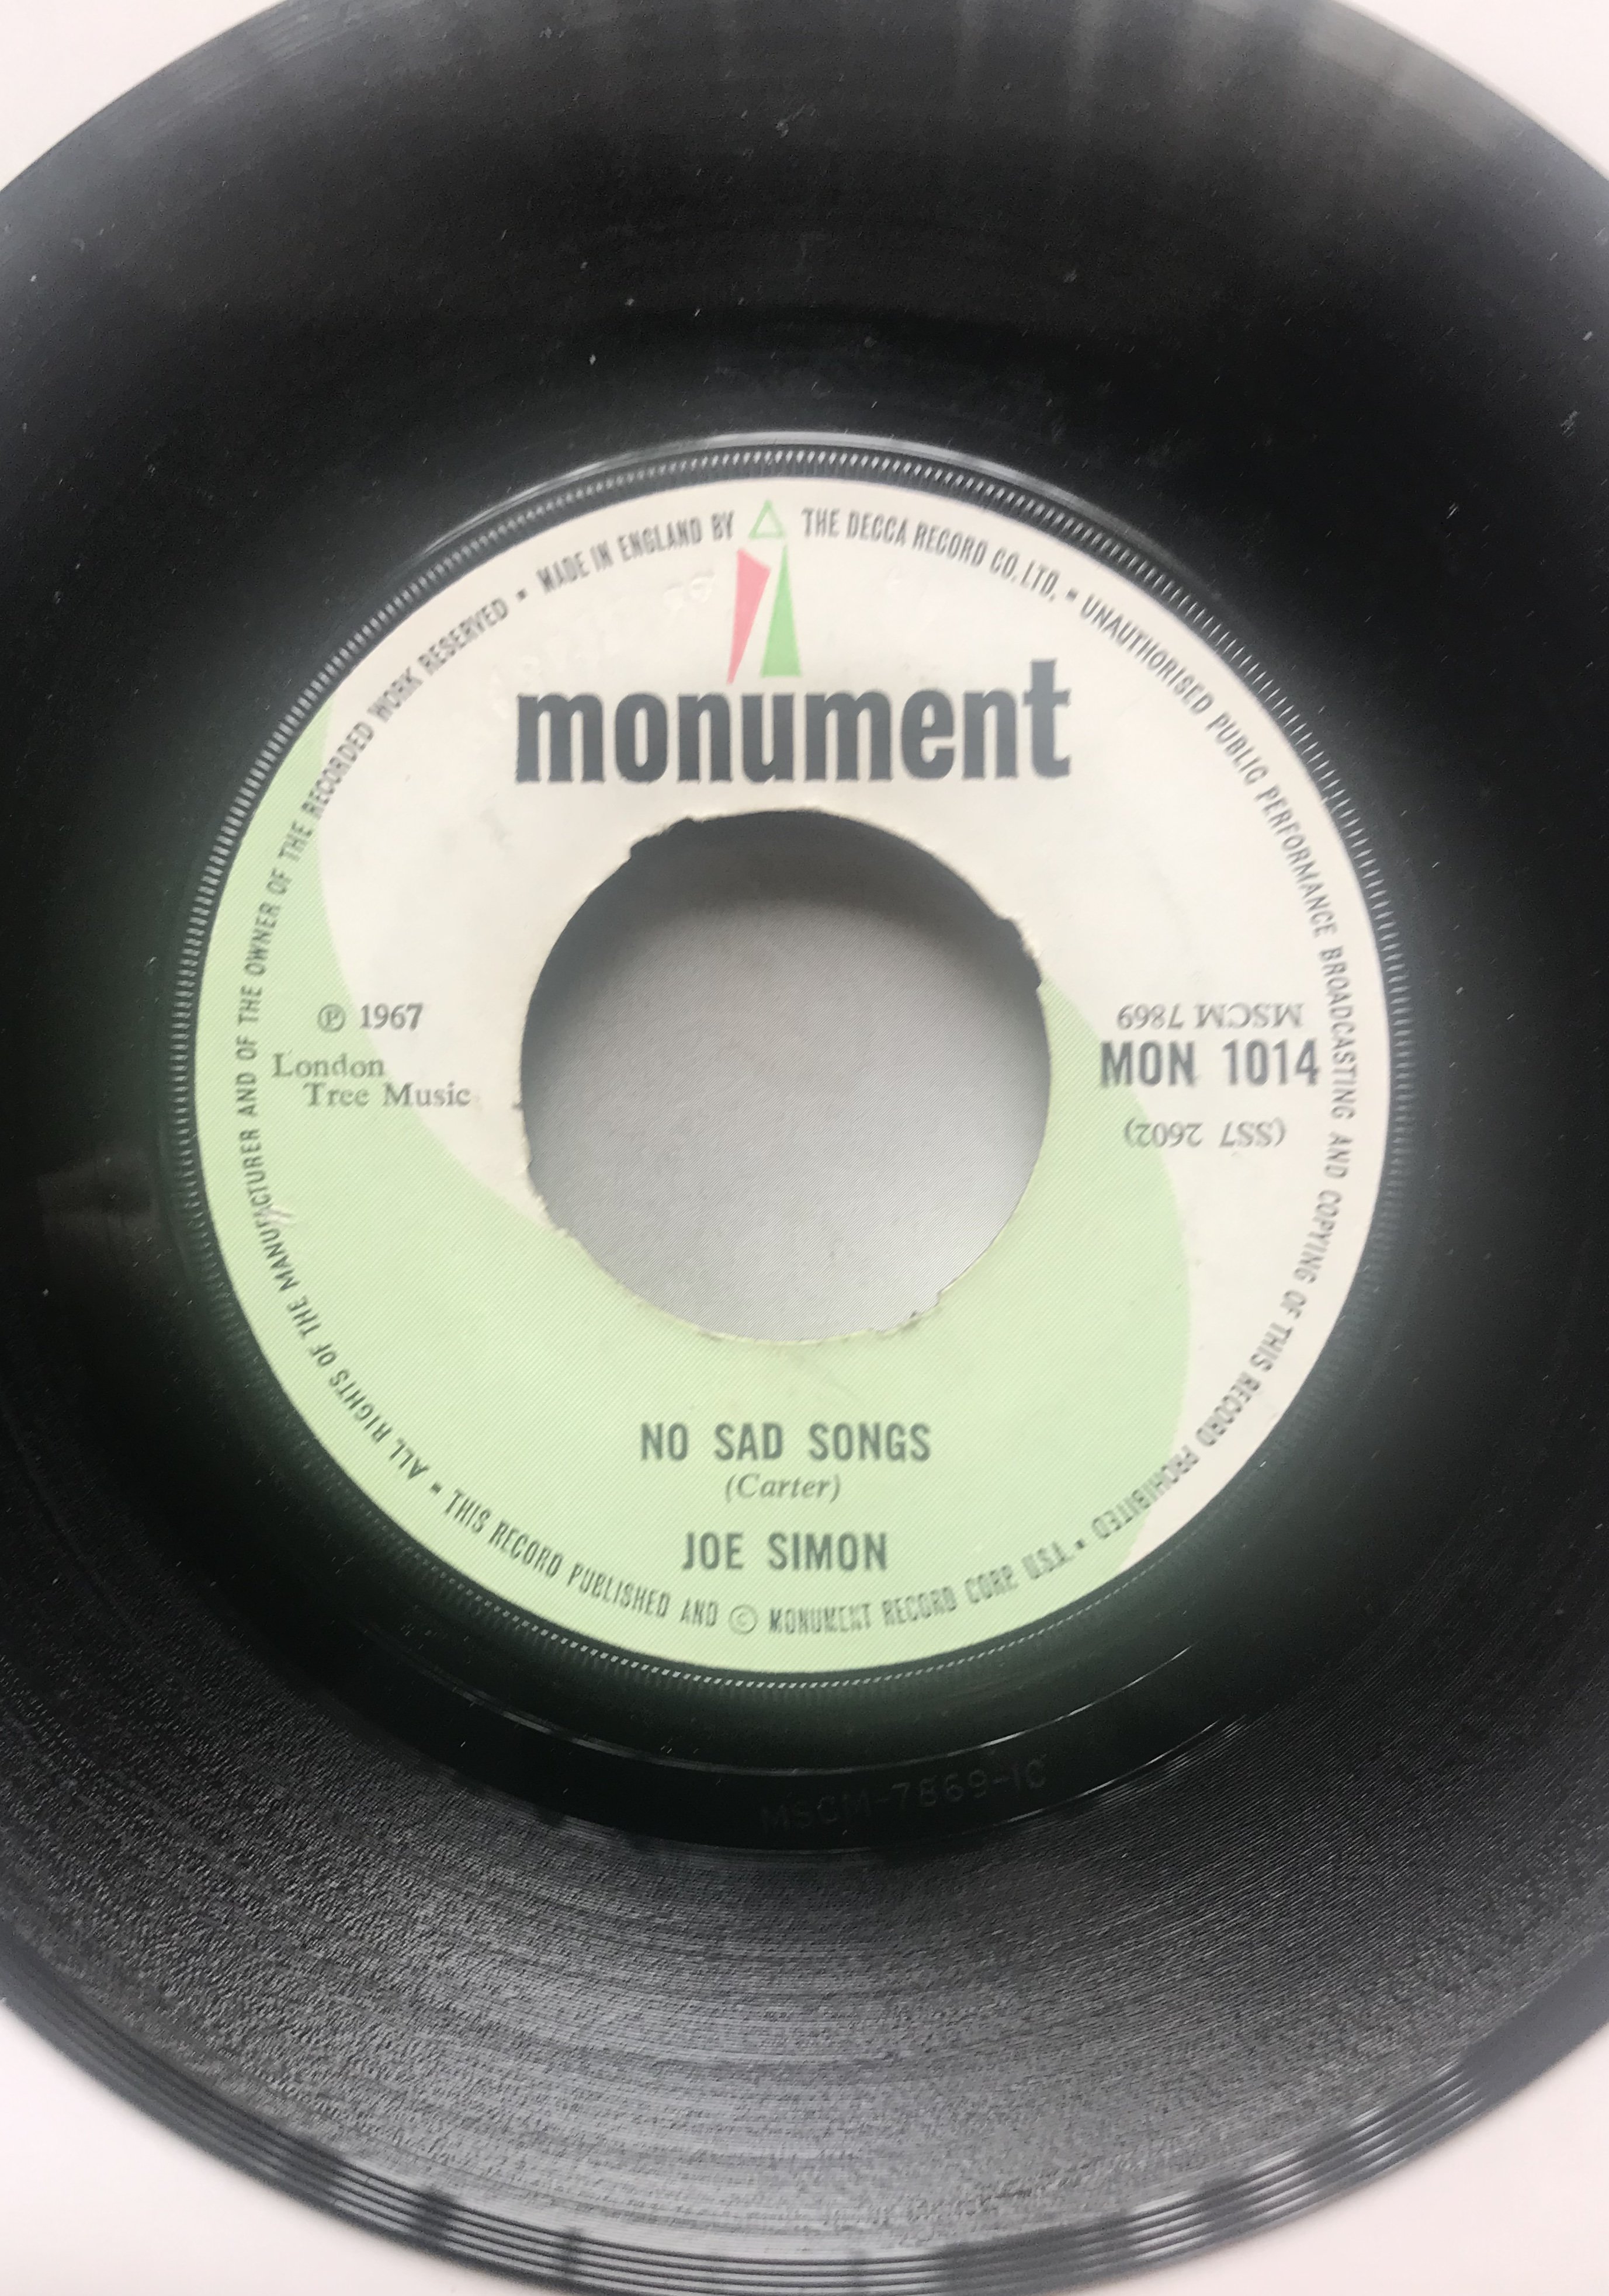 MADE IN ENGLAND BY THE DECCA RECORD CO. LTD. • UNAUTHORISED PUBLIC PERFORMANCE BROADCASTING AND COPYING OF THIS RECORD PROHIBITED •
THIS RECORD PUBLISHED AND © MONUMENT RECORD CORP. U.S.A. •
ALL RIGHTS OF THE MANUFACTURER AND OF THE OWNER OF THE RECORDED WORK RESERVED •
monument
℗ 1967
London
Tree Music
MSCM 7869
MON 1014
(SS7 2602)
NO SAD SONGS
(Carter)
JOE SIMON
MSCM-7869-1C